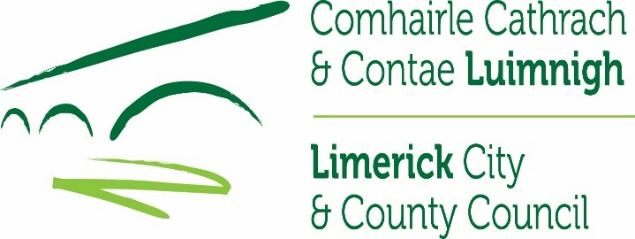 Comhairle Cathrach
& Contae Luimnigh
Limerick City
& County Council